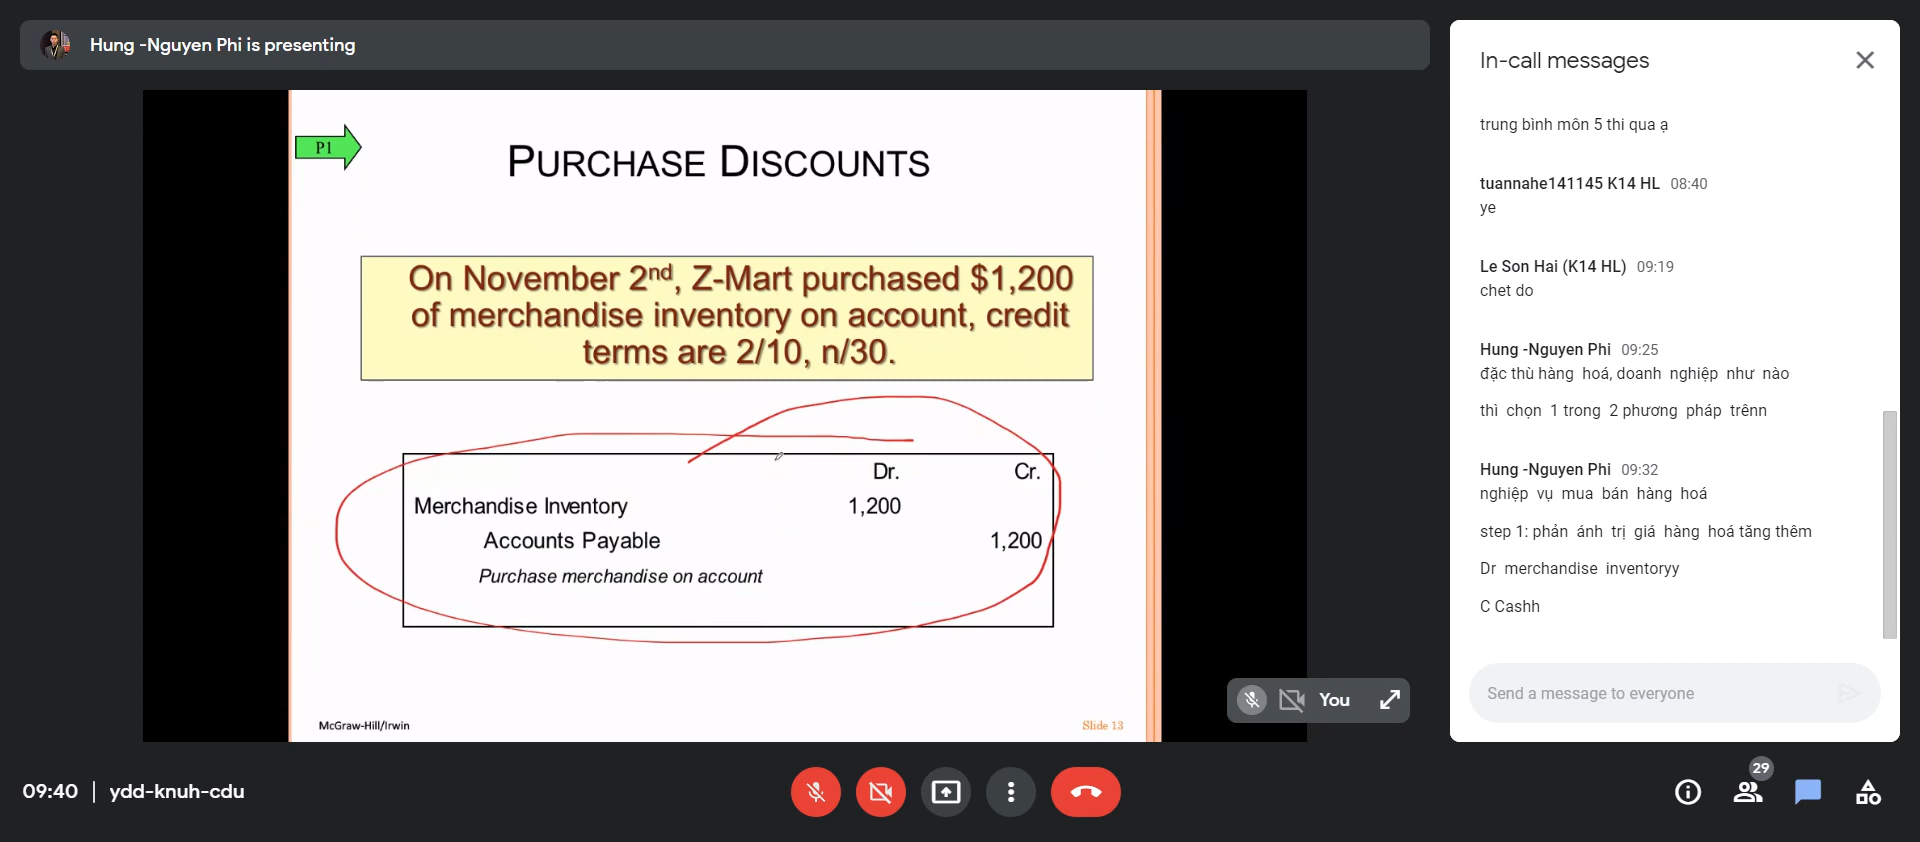 Hung -Nguyen Phi is presenting
P1
PURCHASE DISCOUNTS
On November 2nd, Z-Mart purchased $1,200
of merchandise inventory on account, credit
terms are 2/10, n/30.
Dr. Cr.
Merchandise Inventory 1,200
Accounts Payable 1,200
Purchase merchandise on account
McGraw-Hill/Irwin
Slide 13
You
In-call messages
trung bình môn 5 thi qua ạ
tuannahe141145 K14 HL 08:40
ye
Le Son Hai (K14 HL) 09:19
chet do
Hung -Nguyen Phi 09:25
đặc thù hàng hoá, doanh nghiệp như nào
thì chọn 1 trong 2 phương pháp trênn
Hung -Nguyen Phi 09:32
nghiệp vụ mua bán hàng hoá
step 1: phản ánh trị giá hàng hoá tăng thêm
Dr merchandise inventoryy
C Cashh
Send a message to everyone
09:40 | ydd-knuh-cdu
29